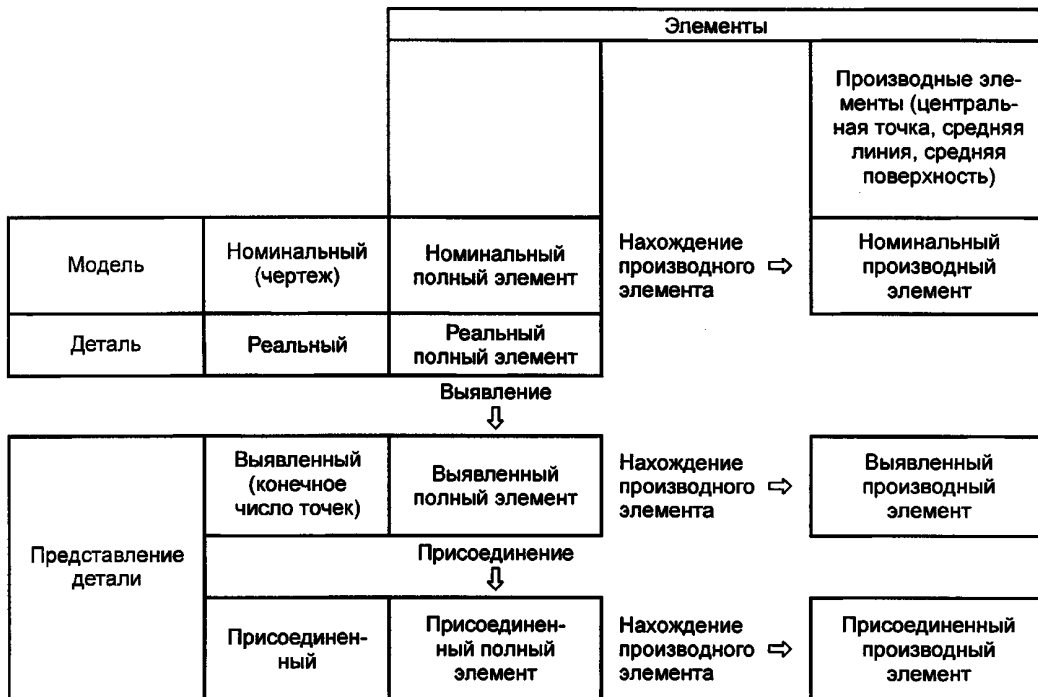 Элементы
Производные эле-
менты (централь-
ная точка, средняя
линия, средняя
поверхность)
Модель
Номинальный
(чертеж)
Номинальный
полный элемент
Нахождение
производного ⇨
элемента
Номинальный
производный
элемент
Деталь
Реальный
Реальный
полный элемент
Выявление
⇩
Представление
детали
Выявленный
(конечное
число точек)
Выявленный
полный элемент
Нахождение
производного ⇨
элемента
Выявленный
производный
элемент
Присоединение
⇩
Присоединен-
ный
Присоединен-
ный полный
элемент
Нахождение
производного ⇨
элемента
Присоединенный
производный
элемент